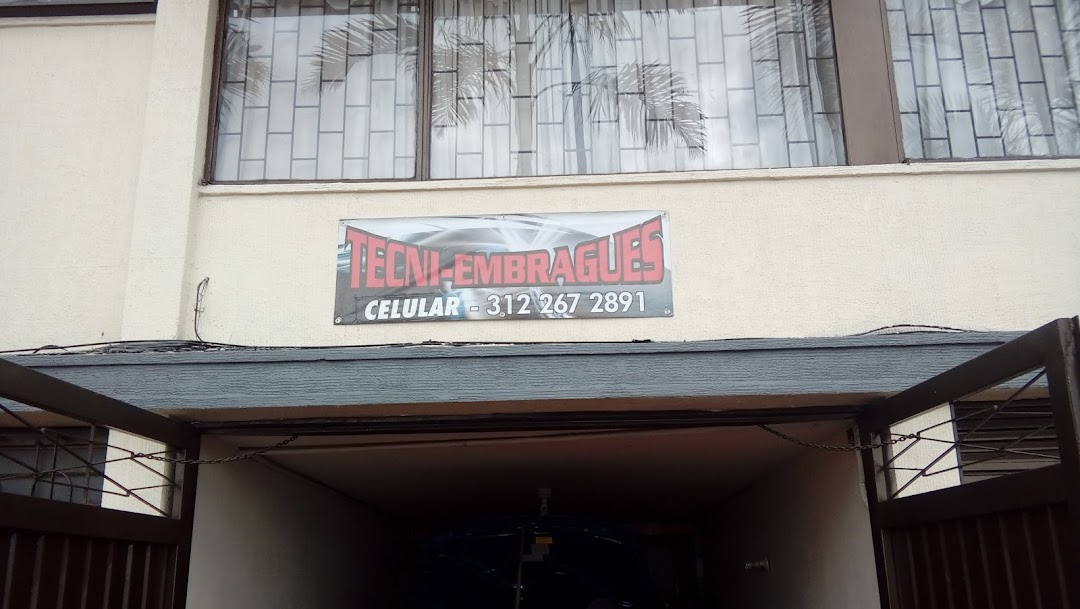 TECNI-EMBRAGUES
CELULAR - 312 267 2891